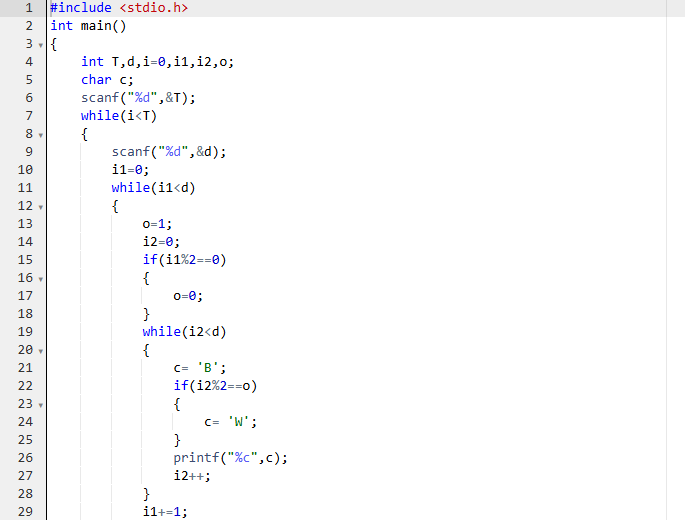 1 #include <stdio.h>
2 int main()
3 {
4 int T,d,i=0,i1,i2,o;
5 char c;
6 scanf("%d",&T);
7 while(i<T)
8 {
9 scanf("%d",&d);
10 i1=0;
11 while(i1<d)
12 {
13 o=1;
14 i2=0;
15 if(i1%2==0)
16 {
17 o=0;
18 }
19 while(i2<d)
20 {
21 c= 'B';
22 if(i2%2==o)
23 {
24 c= 'W';
25 }
26 printf("%c",c);
27 i2++;
28 }
29 i1+=1;